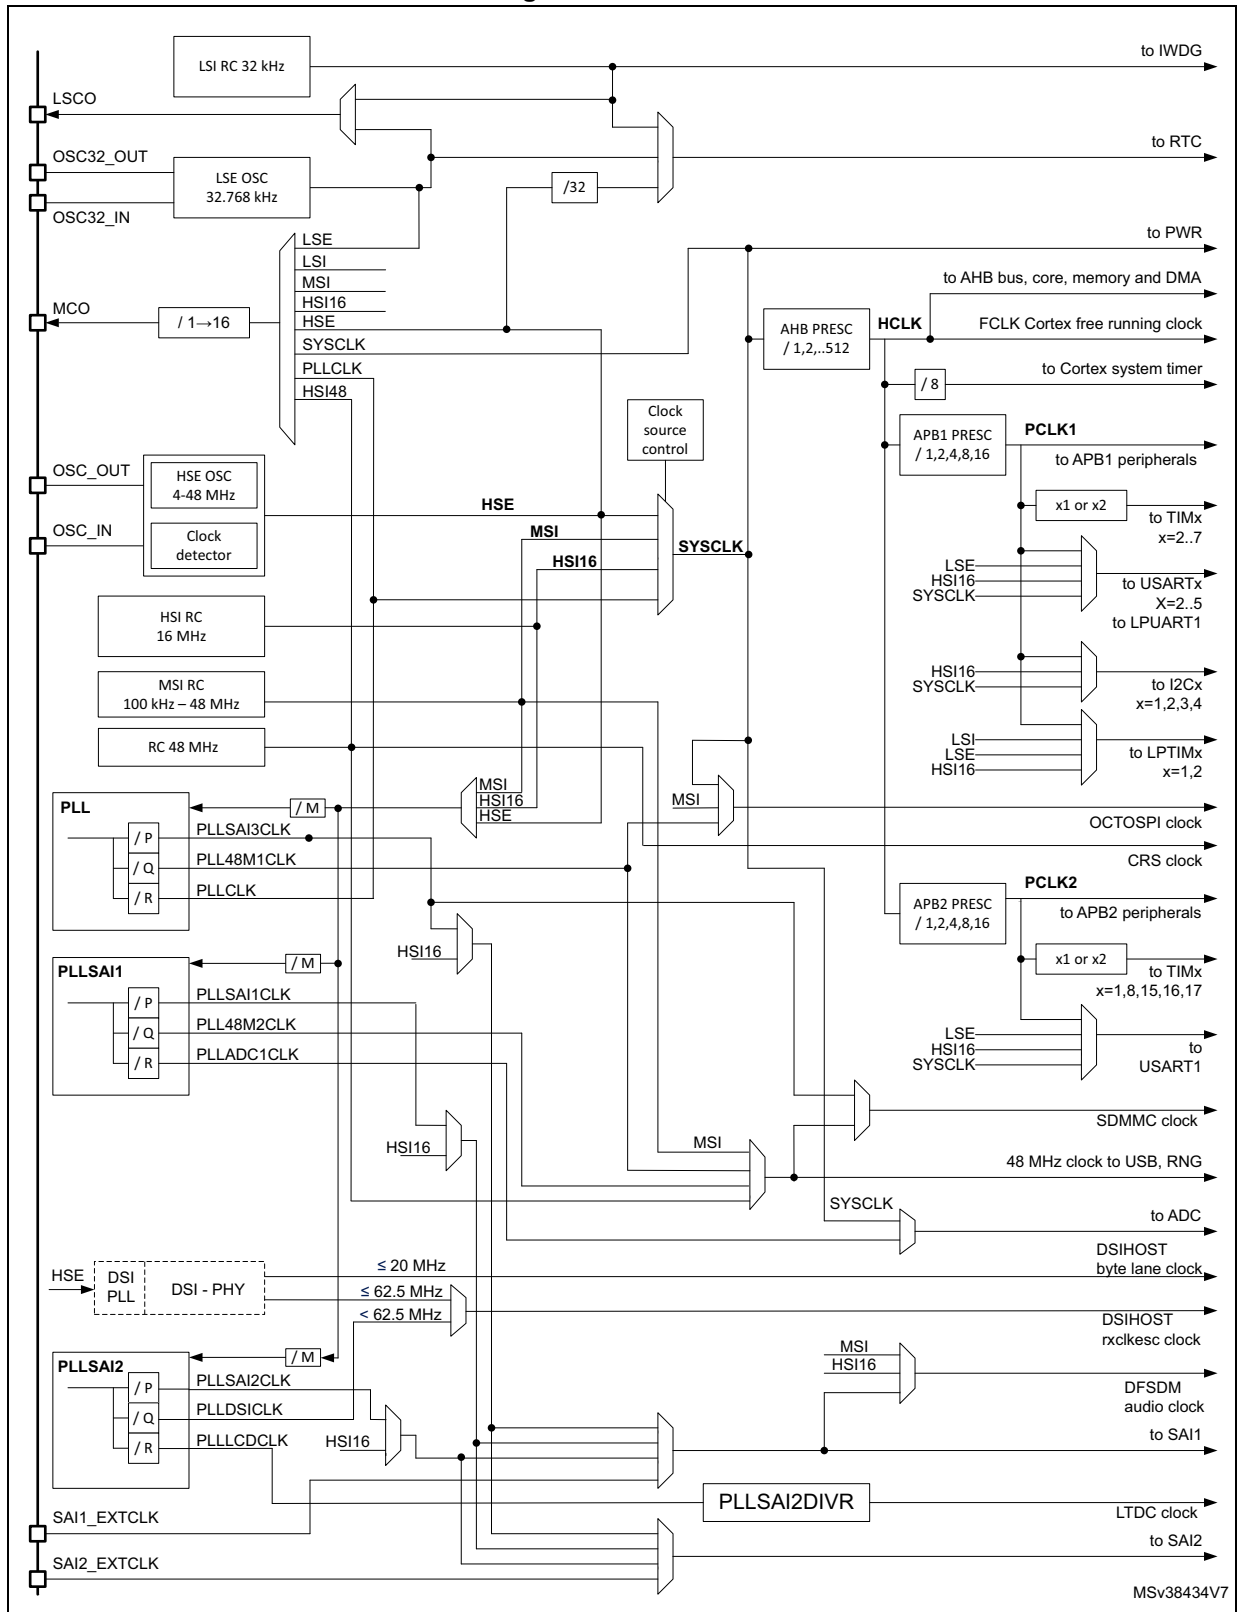 LSI RC 32 kHz
to IWDG
LSCO
OSC32_OUT
to RTC
LSE OSC
32.768 kHz
/32
OSC32_IN
LSE
to PWR
LSI
MSI
to AHB bus, core, memory and DMA
HSI16
MCO
/ 1→16
HSE
AHB PRESC
/ 1,2,..512
HCLK
FCLK Cortex free running clock
SYSCLK
PLLCLK
to Cortex system timer
/ 8
HSI48
Clock
source
control
APB1 PRESC
/ 1,2,4,8,16
PCLK1
to APB1 peripherals
OSC_OUT
HSE OSC
4-48 MHz
HSE
x1 or x2
to TIMx
x=2..7
OSC_IN
Clock
detector
MSI
SYSCLK
HSI16
LSE
HSI16
SYSCLK
to USARTx
X=2..5
to LPUART1
HSI RC
16 MHz
HSI16
SYSCLK
to I2Cx
x=1,2,3,4
MSI RC
100 kHz – 48 MHz
RC 48 MHz
LSI
LSE
HSI16
to LPTIMx
x=1,2
MSI
HSI16
HSE
MSI
PLL
/ M
OCTOSPI clock
/ P
PLLSAI3CLK
CRS clock
/ Q
PLL48M1CLK
/ R
PLLCLK
APB2 PRESC
/ 1,2,4,8,16
PCLK2
to APB2 peripherals
HSI16
PLLSAI1
/ M
x1 or x2
to TIMx
x=1,8,15,16,17
/ P
PLLSAI1CLK
/ Q
PLL48M2CLK
/ R
PLLADC1CLK
LSE
HSI16
SYSCLK
to
USART1
SDMMC clock
HSI16
MSI
48 MHz clock to USB, RNG
SYSCLK
to ADC
HSE
DSI
PLL
DSI - PHY
≤ 20 MHz
DSIHOST
byte lane clock
≤ 62.5 MHz
< 62.5 MHz
DSIHOST
rxclkesc clock
MSI
HSI16
DFSDM
audio clock
PLLSAI2
/ M
/ P
PLLSAI2CLK
/ Q
PLLDSICLK
/ R
PLLLCDCLK
HSI16
to SAI1
PLLSAI2DIVR
LTDC clock
SAI1_EXTCLK
to SAI2
SAI2_EXTCLK
MSv38434V7